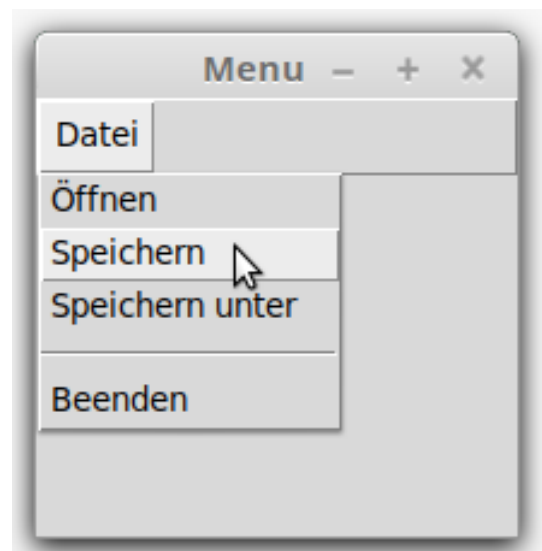 Menu – + ×
Datei
Öffnen
Speichern
Speichern unter
Beenden